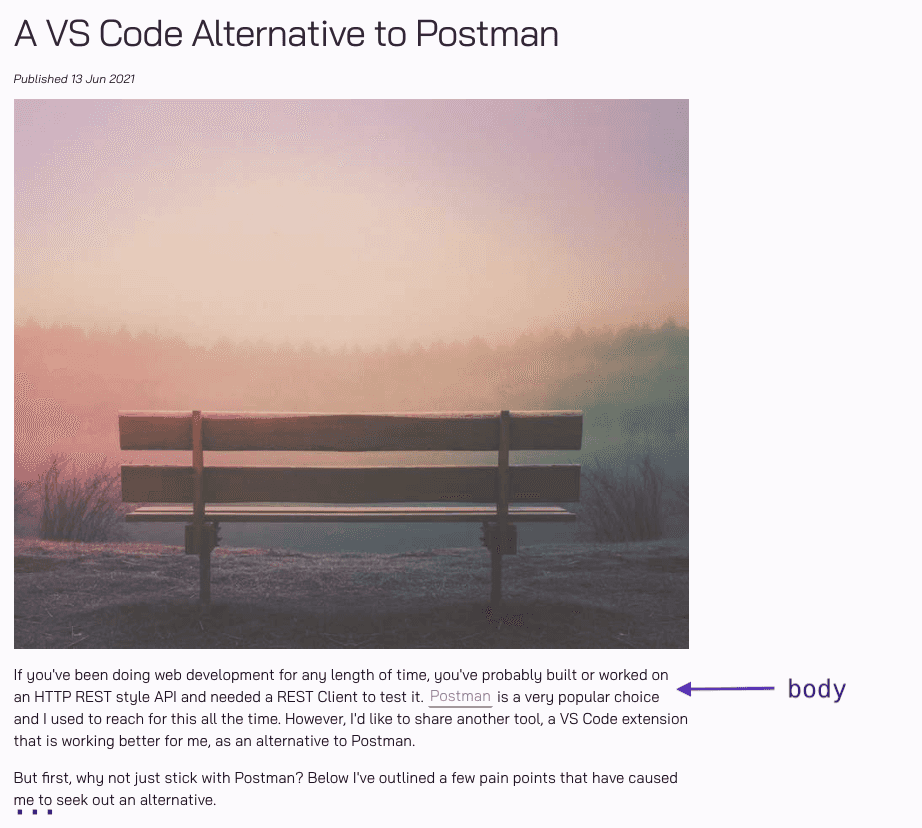 A VS Code Alternative to Postman
Published 13 Jun 2021
If you've been doing web development for any length of time, you've probably built or worked on
an HTTP REST style API and needed a REST Client to test it. Postman is a very popular choice
body
and I used to reach for this all the time. However, I'd like to share another tool, a VS Code extension
that is working better for me, as an alternative to Postman.
But first, why not just stick with Postman? Below I've outlined a few pain points that have caused
me to seek out an alternative.
...